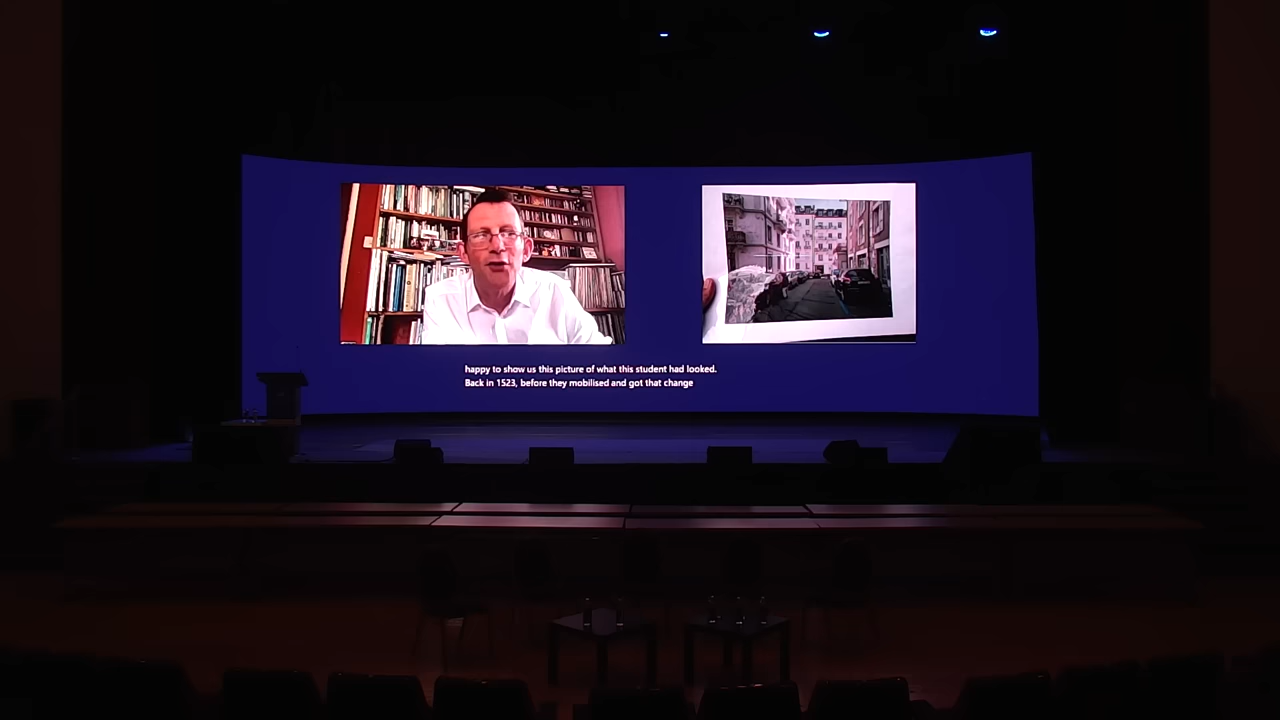 happy to show us this picture of what this student had looked.
Back in 1523, before they mobilised and got that change